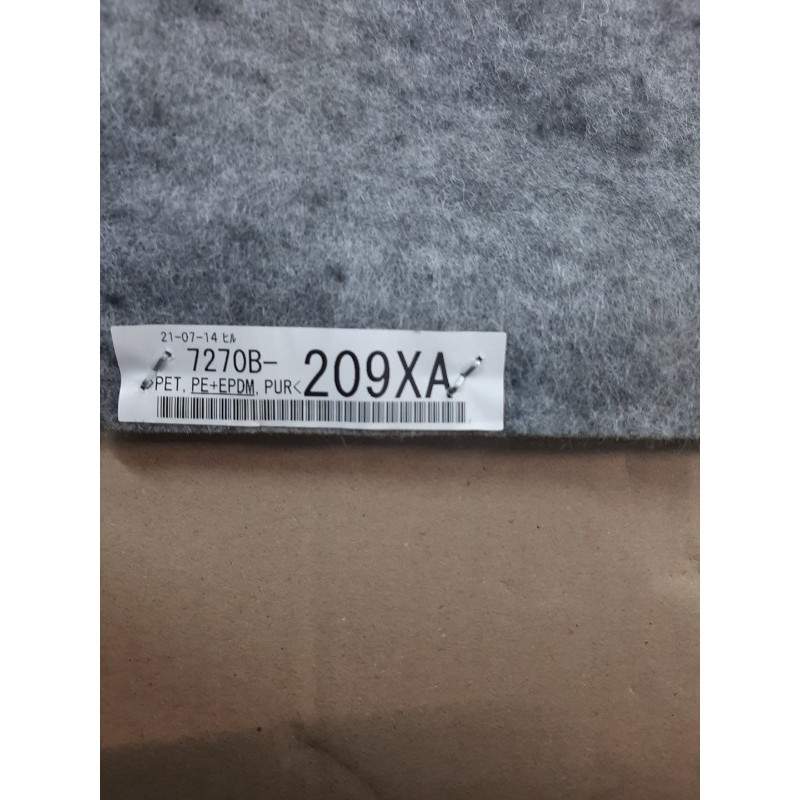 21-07-14 ﾋﾙ
7270B-209XA
>PET, PE+EPDM, PUR<